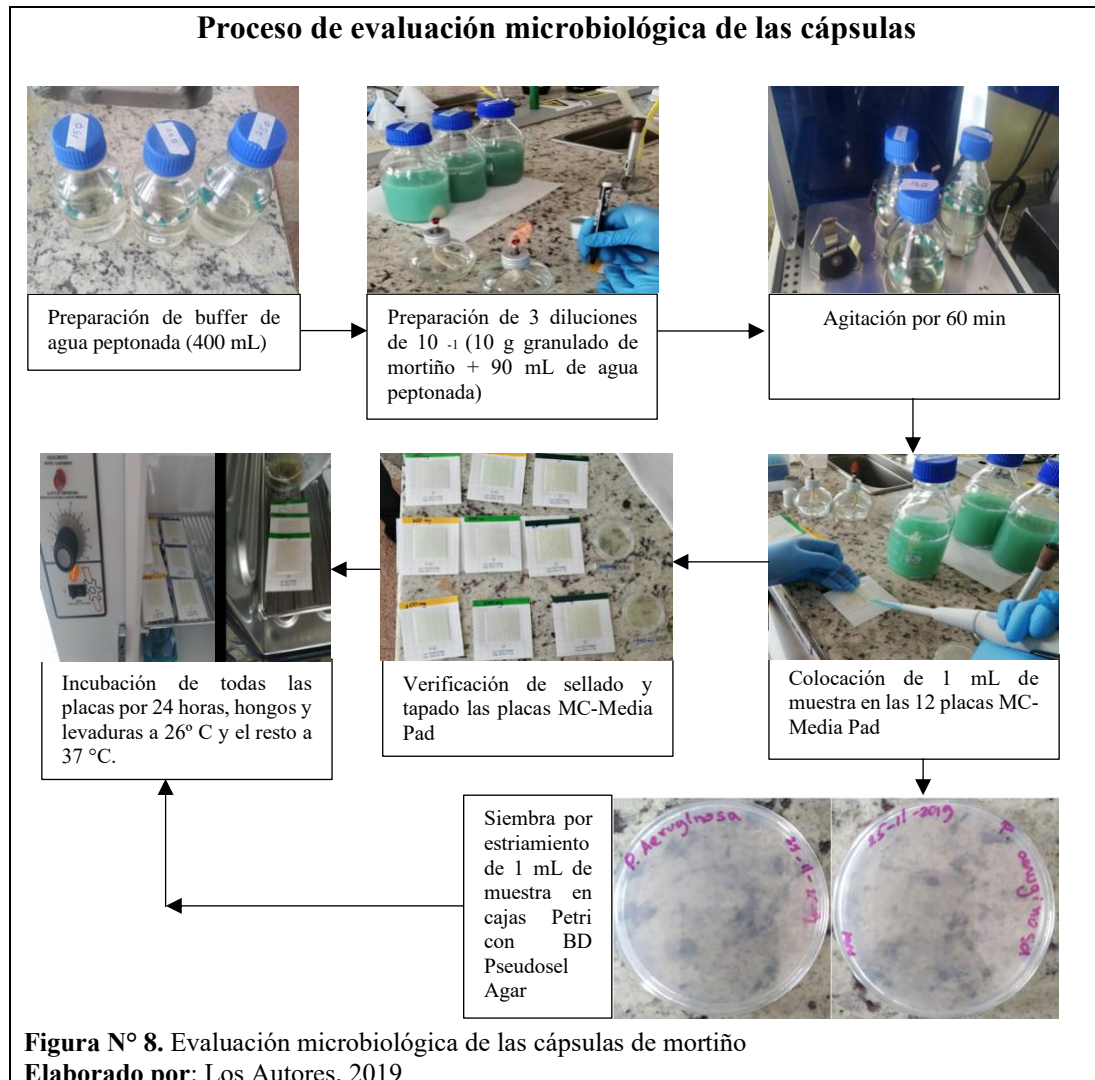 Proceso de evaluación microbiológica de las cápsulas
150
Preparación de buffer de
agua peptonada (400 mL)
Preparación de 3 diluciones
de 10 -1 (10 g granulado de
mortiño + 90 mL de agua
peptonada)
Agitación por 60 min
Colocación de 1 mL de
muestra en las 12 placas MC-
Media Pad
Verificación de sellado y
tapado las placas MC-Media
Pad
Incubación de todas las
placas por 24 horas, hongos y
levaduras a 26º C y el resto a
37 °C.
Siembra por
estriamiento
de 1 mL de
muestra en
cajas Petri
con BD
Pseudosel
Agar
P. Aeruginosa
25-11-2019
25-11-2019
P. aeruginosa
Figura N° 8. Evaluación microbiológica de las cápsulas de mortiño
Elaborado por: Los Autores, 2019